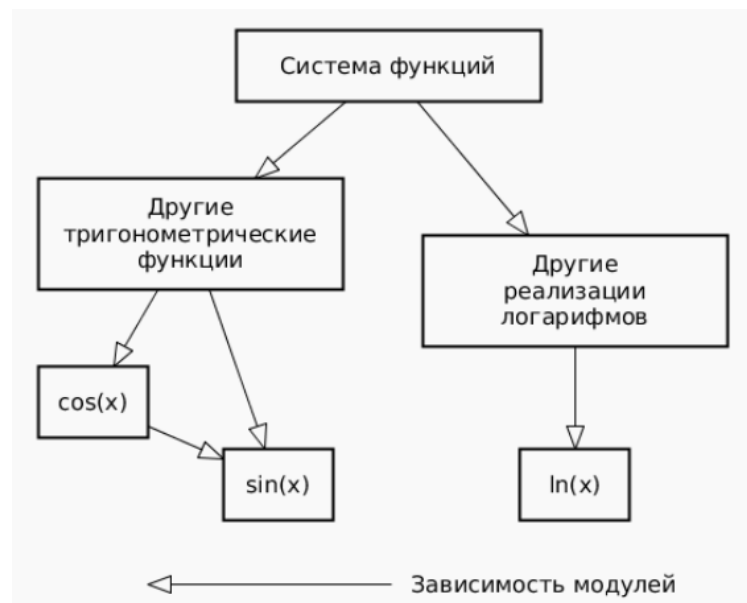 Система функций
Другие
тригонометрические
функции
Другие
реализации
логарифмов
cos(x)
sin(x)
ln(x)
Зависимость модулей